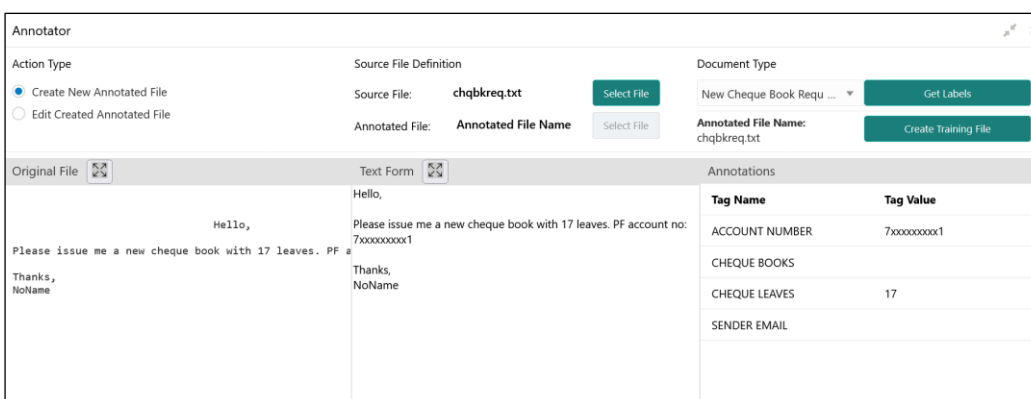 Annotator
Action Type
Source File Definition
Document Type
Create New Annotated File
Source File: chqbkreq.txt Select File
New Cheque Book Requ ... Get Labels
Edit Created Annotated File
Annotated File: Annotated File Name Select File
Annotated File Name:
chqbkreq.txt
Create Training File
Original File
Hello,
Please issue me a new cheque book with 17 leaves. PF a
Thanks,
NoName
Text Form
Hello,
Please issue me a new cheque book with 17 leaves. PF account no:
7xxxxxxxxx1
Thanks,
NoName
Annotations
Tag Name Tag Value
ACCOUNT NUMBER 7xxxxxxxxx1
CHEQUE BOOKS
CHEQUE LEAVES 17
SENDER EMAIL